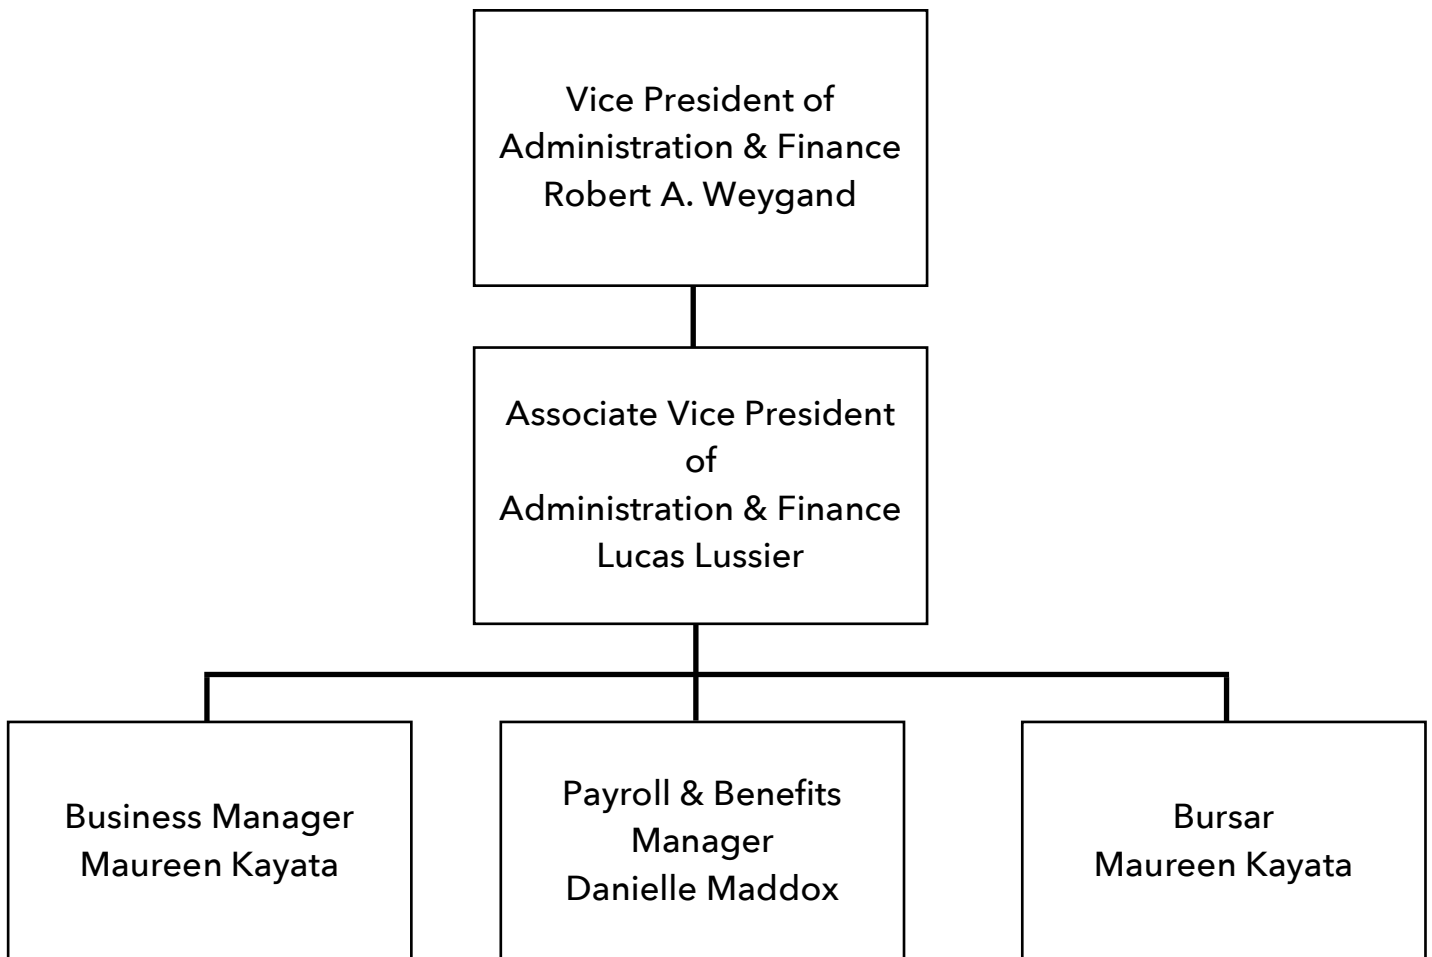 Vice President of
Administration & Finance
Robert A. Weygand
Associate Vice President
of
Administration & Finance
Lucas Lussier
Business Manager
Maureen Kayata
Payroll & Benefits
Manager
Danielle Maddox
Bursar
Maureen Kayata